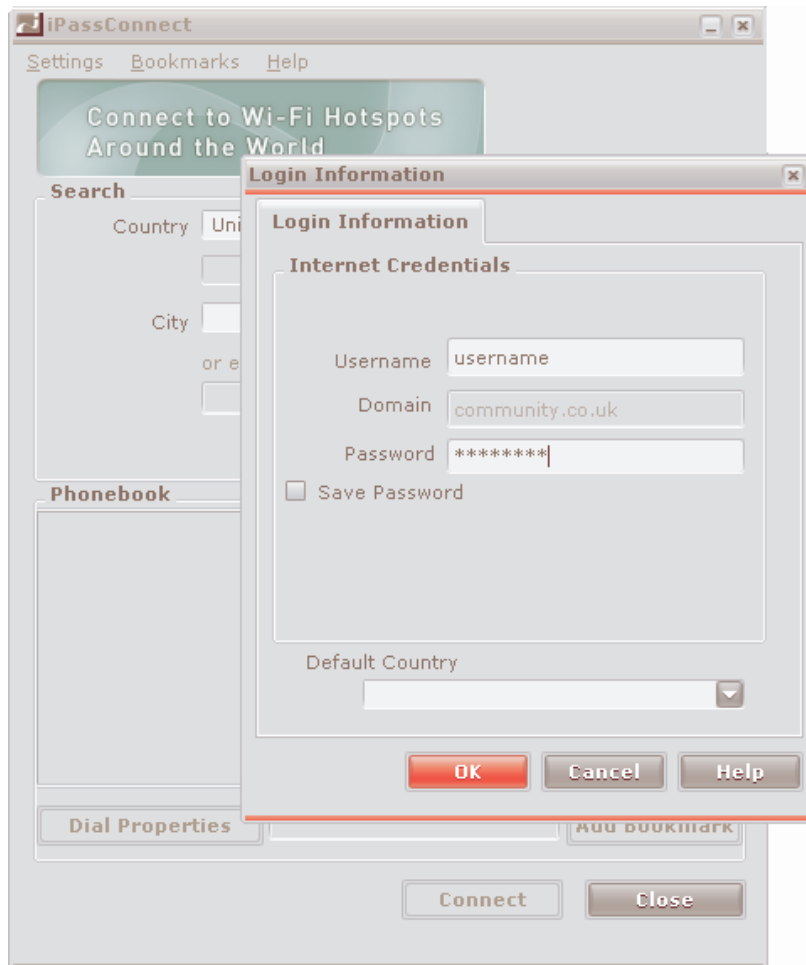 iPassConnect
Settings Bookmarks Help
Connect to Wi-Fi Hotspots
Around the World
Search
Country Uni
City
or e
Phonebook
Dial Properties
Add Bookmark
Connect Close
Login Information
Login Information
Internet Credentials
Username username
Domain community.co.uk
Password ********
Save Password
Default Country
OK Cancel Help